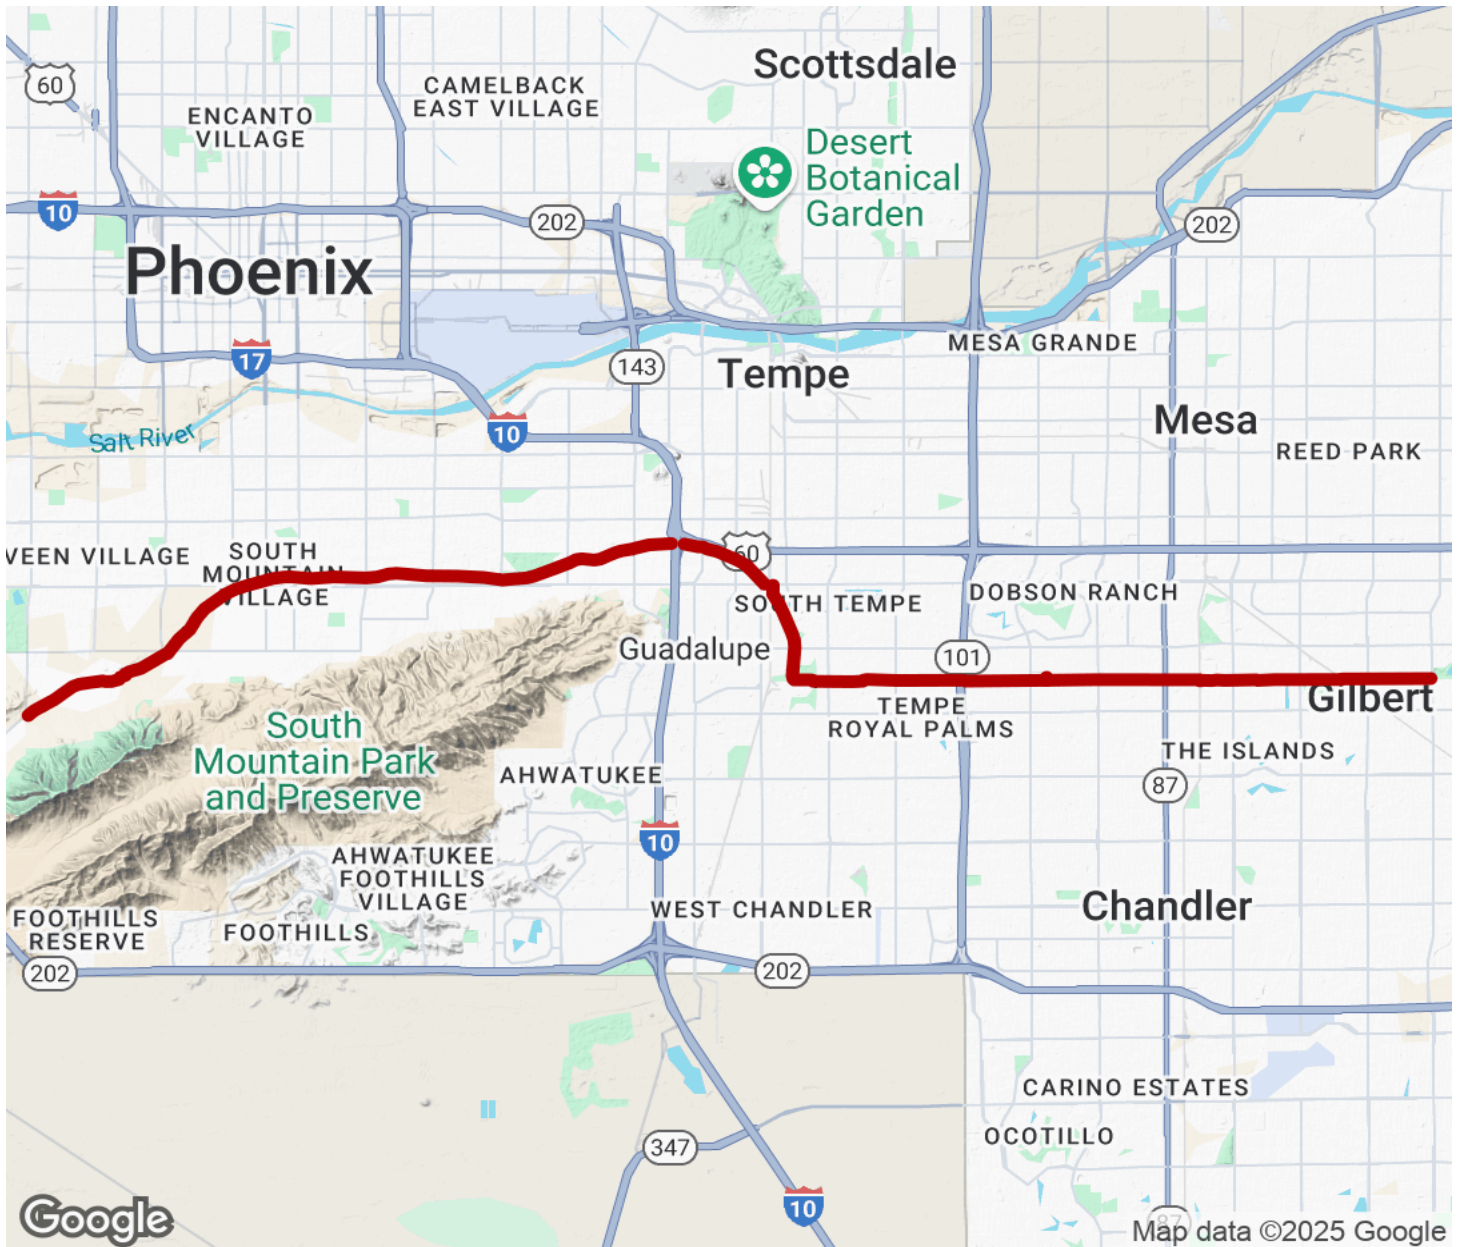 Scottsdale
60
CAMELBACK
EAST VILLAGE
ENCANTO
VILLAGE
Desert
Botanical
Garden
10
202
202
Phoenix
MESA GRANDE
17
143
Tempe
Mesa
10
Salt River
REED PARK
VEEN VILLAGE
SOUTH
MOUNTAIN
VILLAGE
60
SOUTH TEMPE
DOBSON RANCH
Guadalupe
101
Gilbert
TEMPE
ROYAL PALMS
South
Mountain Park
and Preserve
THE ISLANDS
AHWATUKEE
87
10
AHWATUKEE
FOOTHILLS
VILLAGE
Chandler
WEST CHANDLER
FOOTHILLS
RESERVE
FOOTHILLS
202
202
CARINO ESTATES
OCOTILLO
347
10
87
Google
Map data ©2025 Google